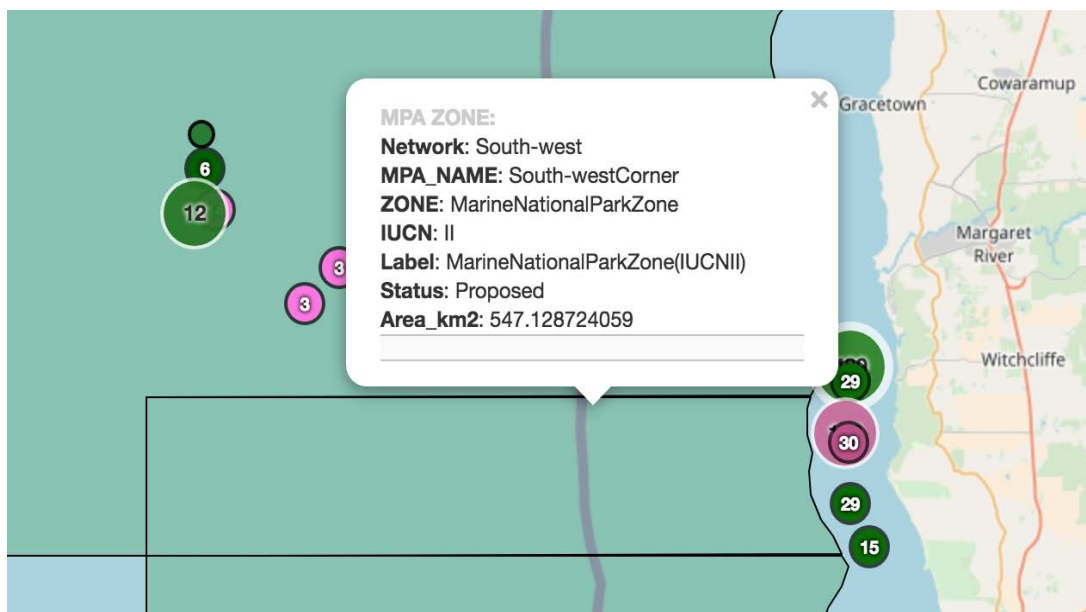 Cowaramup
Gracetown
MPA ZONE:
×
Network: South-west
MPA_NAME: South-westCorner
ZONE: MarineNationalParkZone
IUCN: II
Label: MarineNationalParkZone(IUCNII)
Status: Proposed
Area_km2: 547.128724059
6
12
3
3
Margaret
River
Witchcliffe
29
30
29
15